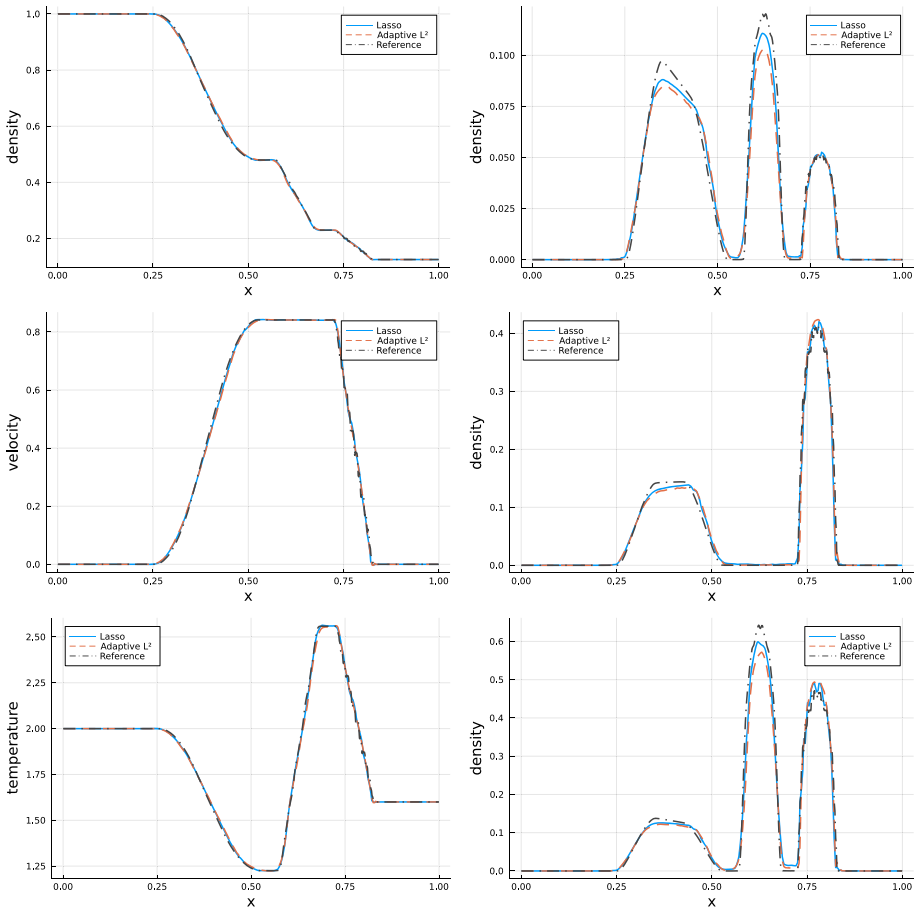 1.0
0.8
0.6
0.4
0.2
density
0.00
0.25
0.50
0.75
1.00
x
Lasso
Adaptive L²
Reference
0.100
0.075
0.050
0.025
0.000
density
0.00
0.25
0.50
0.75
1.00
x
Lasso
Adaptive L²
Reference
0.8
0.6
0.4
0.2
0.0
velocity
0.00
0.25
0.50
0.75
1.00
x
Lasso
Adaptive L²
Reference
0.4
0.3
0.2
0.1
0.0
density
0.00
0.25
0.50
0.75
1.00
x
Lasso
Adaptive L²
Reference
2.50
2.25
2.00
1.75
1.50
1.25
temperature
0.00
0.25
0.50
0.75
1.00
x
Lasso
Adaptive L²
Reference
0.6
0.5
0.4
0.3
0.2
0.1
0.0
density
0.00
0.25
0.50
0.75
1.00
x
Lasso
Adaptive L²
Reference